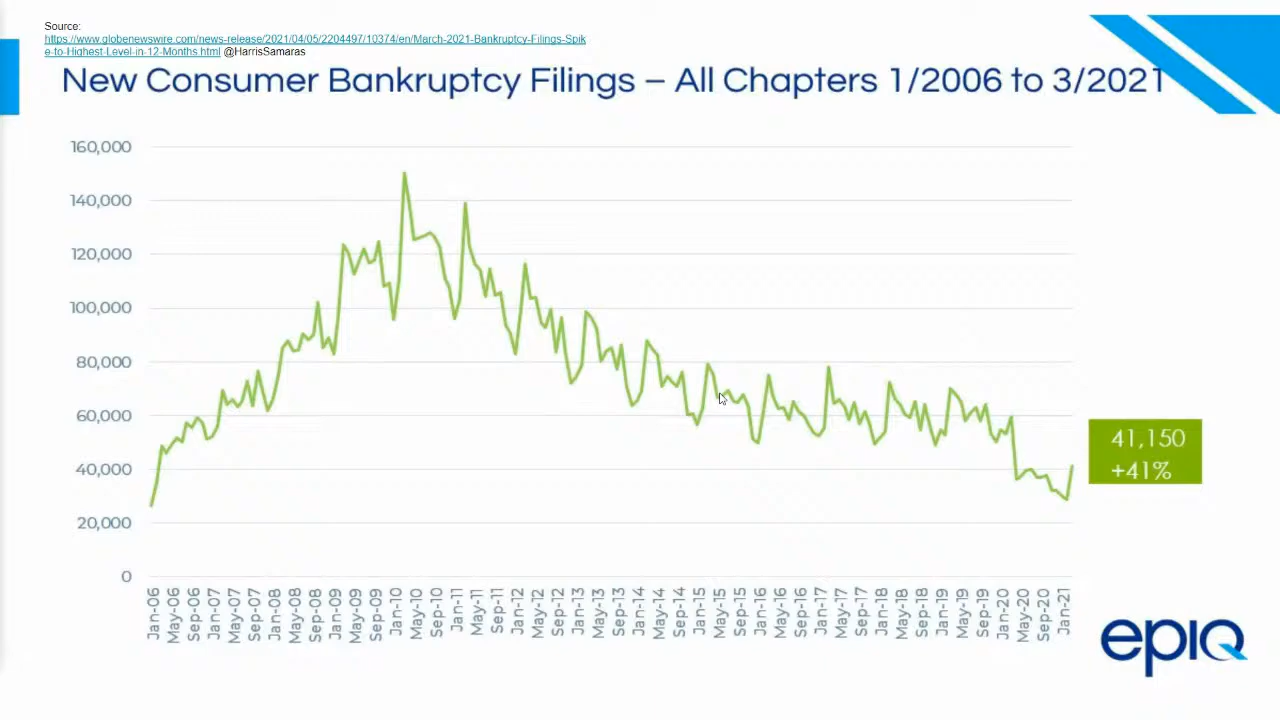 Source:
https://www.globenewswire.com/news-release/2021/04/05/2204497/10374/en/March-2021-Bankruptcy-Filings-Spik
e-to-Highest-Level-in-12-Months.html @HarrisSamaras
New Consumer Bankruptcy Filings – All Chapters 1/2006 to 3/2021
160,000
140,000
120,000
100,000
80,000
60,000
40,000
20,000
0
41,150
+41%
Jan-06
May-06
Sep-06
Jan-07
May-07
Sep-07
Jan-08
May-08
Sep-08
Jan-09
May-09
Sep-09
Jan-10
May-10
Sep-10
Jan-11
May-11
Sep-11
Jan-12
May-12
Sep-12
Jan-13
May-13
Sep-13
Jan-14
May-14
Sep-14
Jan-15
May-15
Sep-15
Jan-16
May-16
Sep-16
Jan-17
May-17
Sep-17
Jan-18
May-18
Sep-18
Jan-19
May-19
Sep-19
Jan-20
May-20
Sep-20
Jan-21
epiq